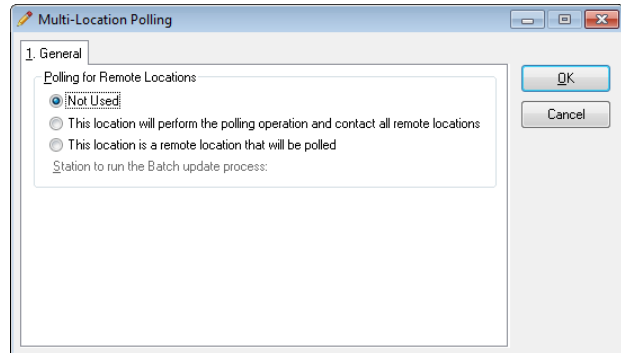 Multi-Location Polling
1. General
Polling for Remote Locations
Not Used
This location will perform the polling operation and contact all remote locations
This location is a remote location that will be polled
Station to run the Batch update process:
OK
Cancel